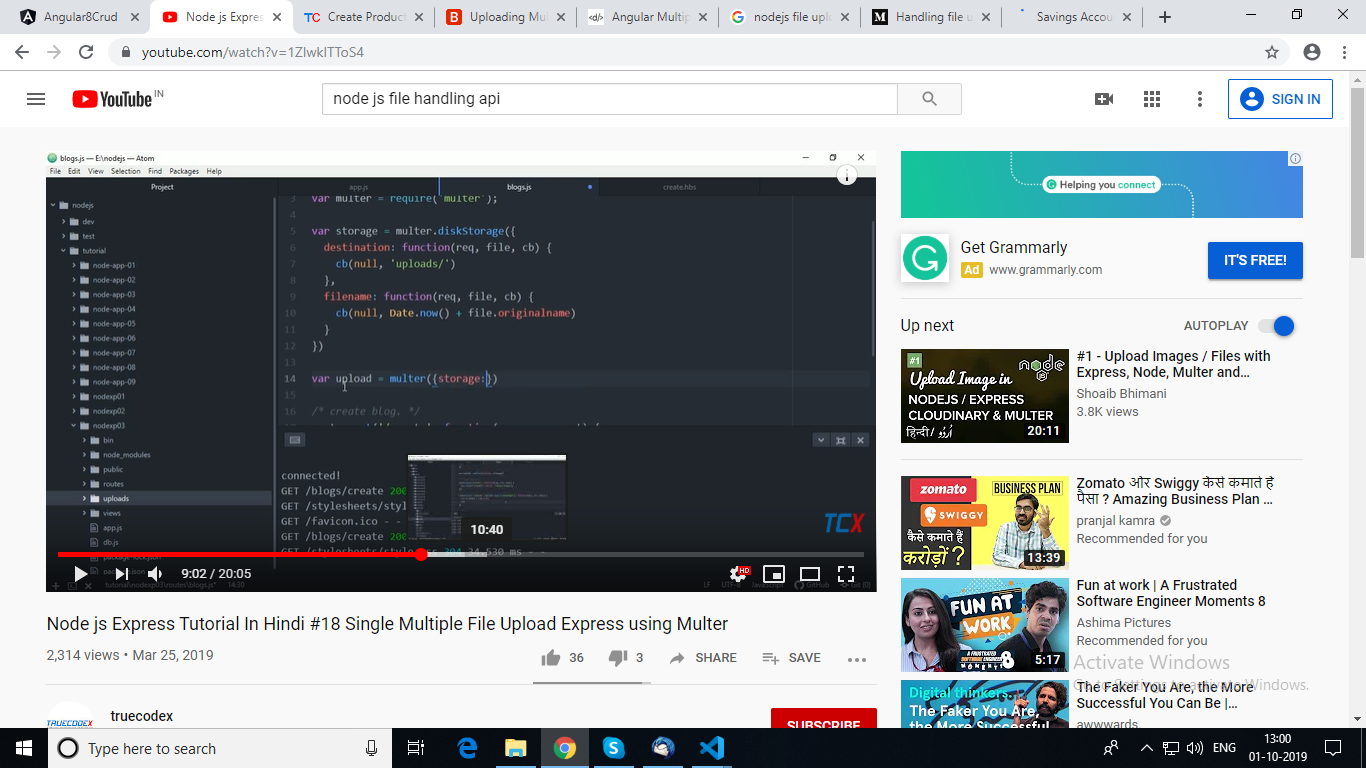 Angular8Crud
Node js Expres
Create Product
Uploading Mul
Angular Multip
nodejs file uplo
Handling file u
Savings Accou
youtube.com/watch?v=1ZIwkITToS4
YouTube IN
node js file handling api
SIGN IN
blogs.js — E:\nodejs — Atom
File Edit View Selection Find Packages Help
Project
app.js
blogs.js
create.hbs
nodejs
dev
test
tutorial
node-app-01
node-app-02
node-app-03
node-app-04
node-app-05
node-app-06
node-app-07
node-app-08
node-app-09
nodexp01
nodexp02
nodexp03
bin
node_modules
public
routes
uploads
views
app.js
db.js
3 var multer = require('multer');
4
5 var storage = multer.diskStorage({
6 destination: function(req, file, cb) {
7 cb(null, 'uploads/')
8 },
9 filename: function(req, file, cb) {
10 cb(null, Date.now() + file.originalname)
11 }
12 })
13
14 var upload = multer({storage:})
15
16 /* create blog. */
connected!
GET /blogs/create 200
GET /stylesheets/styl
GET /favicon.ico - -
GET /blogs/create 200
GET /stylesheets/style.css 304 34.530 ms - -
10:40
TCX
9:02 / 20:05
HD
Node js Express Tutorial In Hindi #18 Single Multiple File Upload Express using Multer
2,314 views • Mar 25, 2019
36
3
SHARE
SAVE
TRUECODEX
truecodex
SUBSCRIBE
Helping you connect
Get Grammarly
Ad www.grammarly.com
IT'S FREE!
Up next
AUTOPLAY
#1
Upload Image in
node
NODEJS / EXPRESS
CLOUDINARY & MULTER
हिन्दी / اُردُو
20:11
#1 - Upload Images / Files with
Express, Node, Multer and...
Shoaib Bhimani
3.8K views
zomato
BUSINESS PLAN
SWIGGY
कैसे कमाते हैं
करोड़ों ?
13:39
Zomato और Swiggy कैसे कमाते है
पैसा ? Amazing Business Plan ...
pranjal kamra
Recommended for you
FUN AT
WORK
A FRUSTRATED
SOFTWARE ENGINEER
MOMENTS 8
5:17
Fun at work | A Frustrated
Software Engineer Moments 8
Ashima Pictures
Recommended for you
Digital thinkers.
The Faker You Are,
the More Successful
The Faker You Are, the More
Successful You Can Be |...
awwwards.
Activate Windows
Go to Settings to activate Windows.
Type here to search
ENG
13:00
01-10-2019